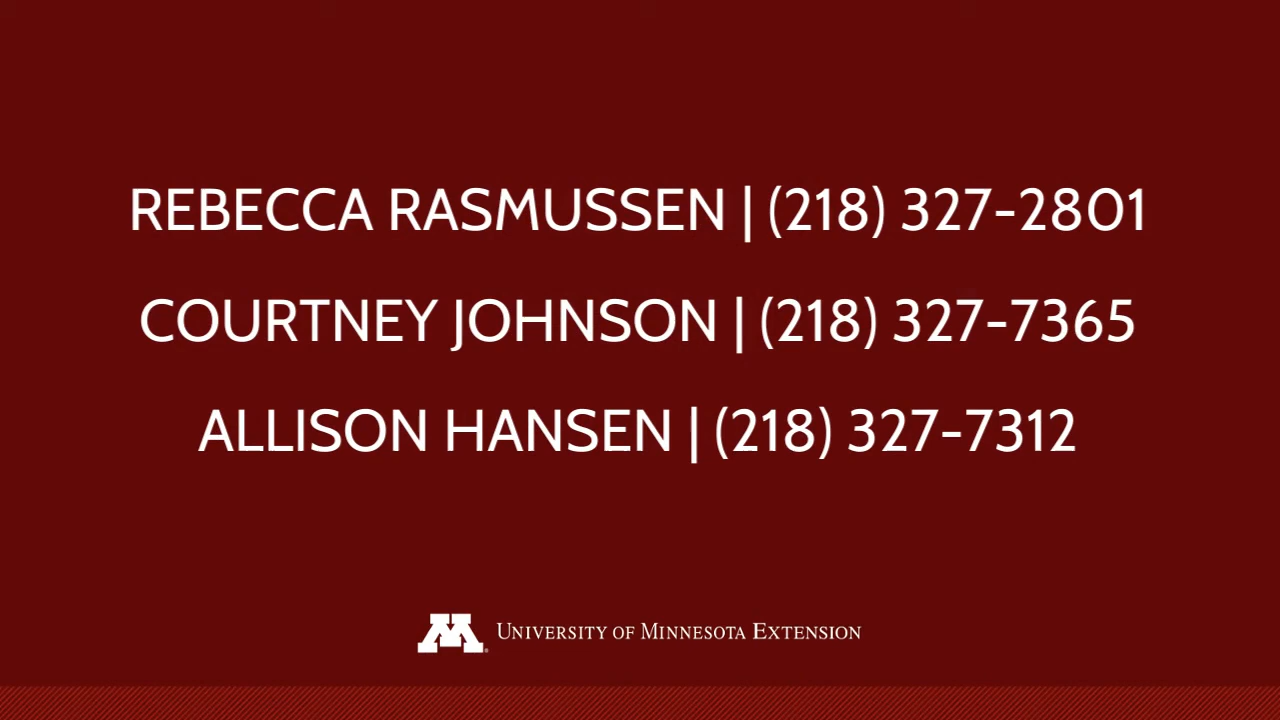 REBECCA RASMUSSEN | (218) 327-2801
COURTNEY JOHNSON | (218) 327-7365
ALLISON HANSEN | (218) 327-7312
M UNIVERSITY OF MINNESOTA EXTENSION